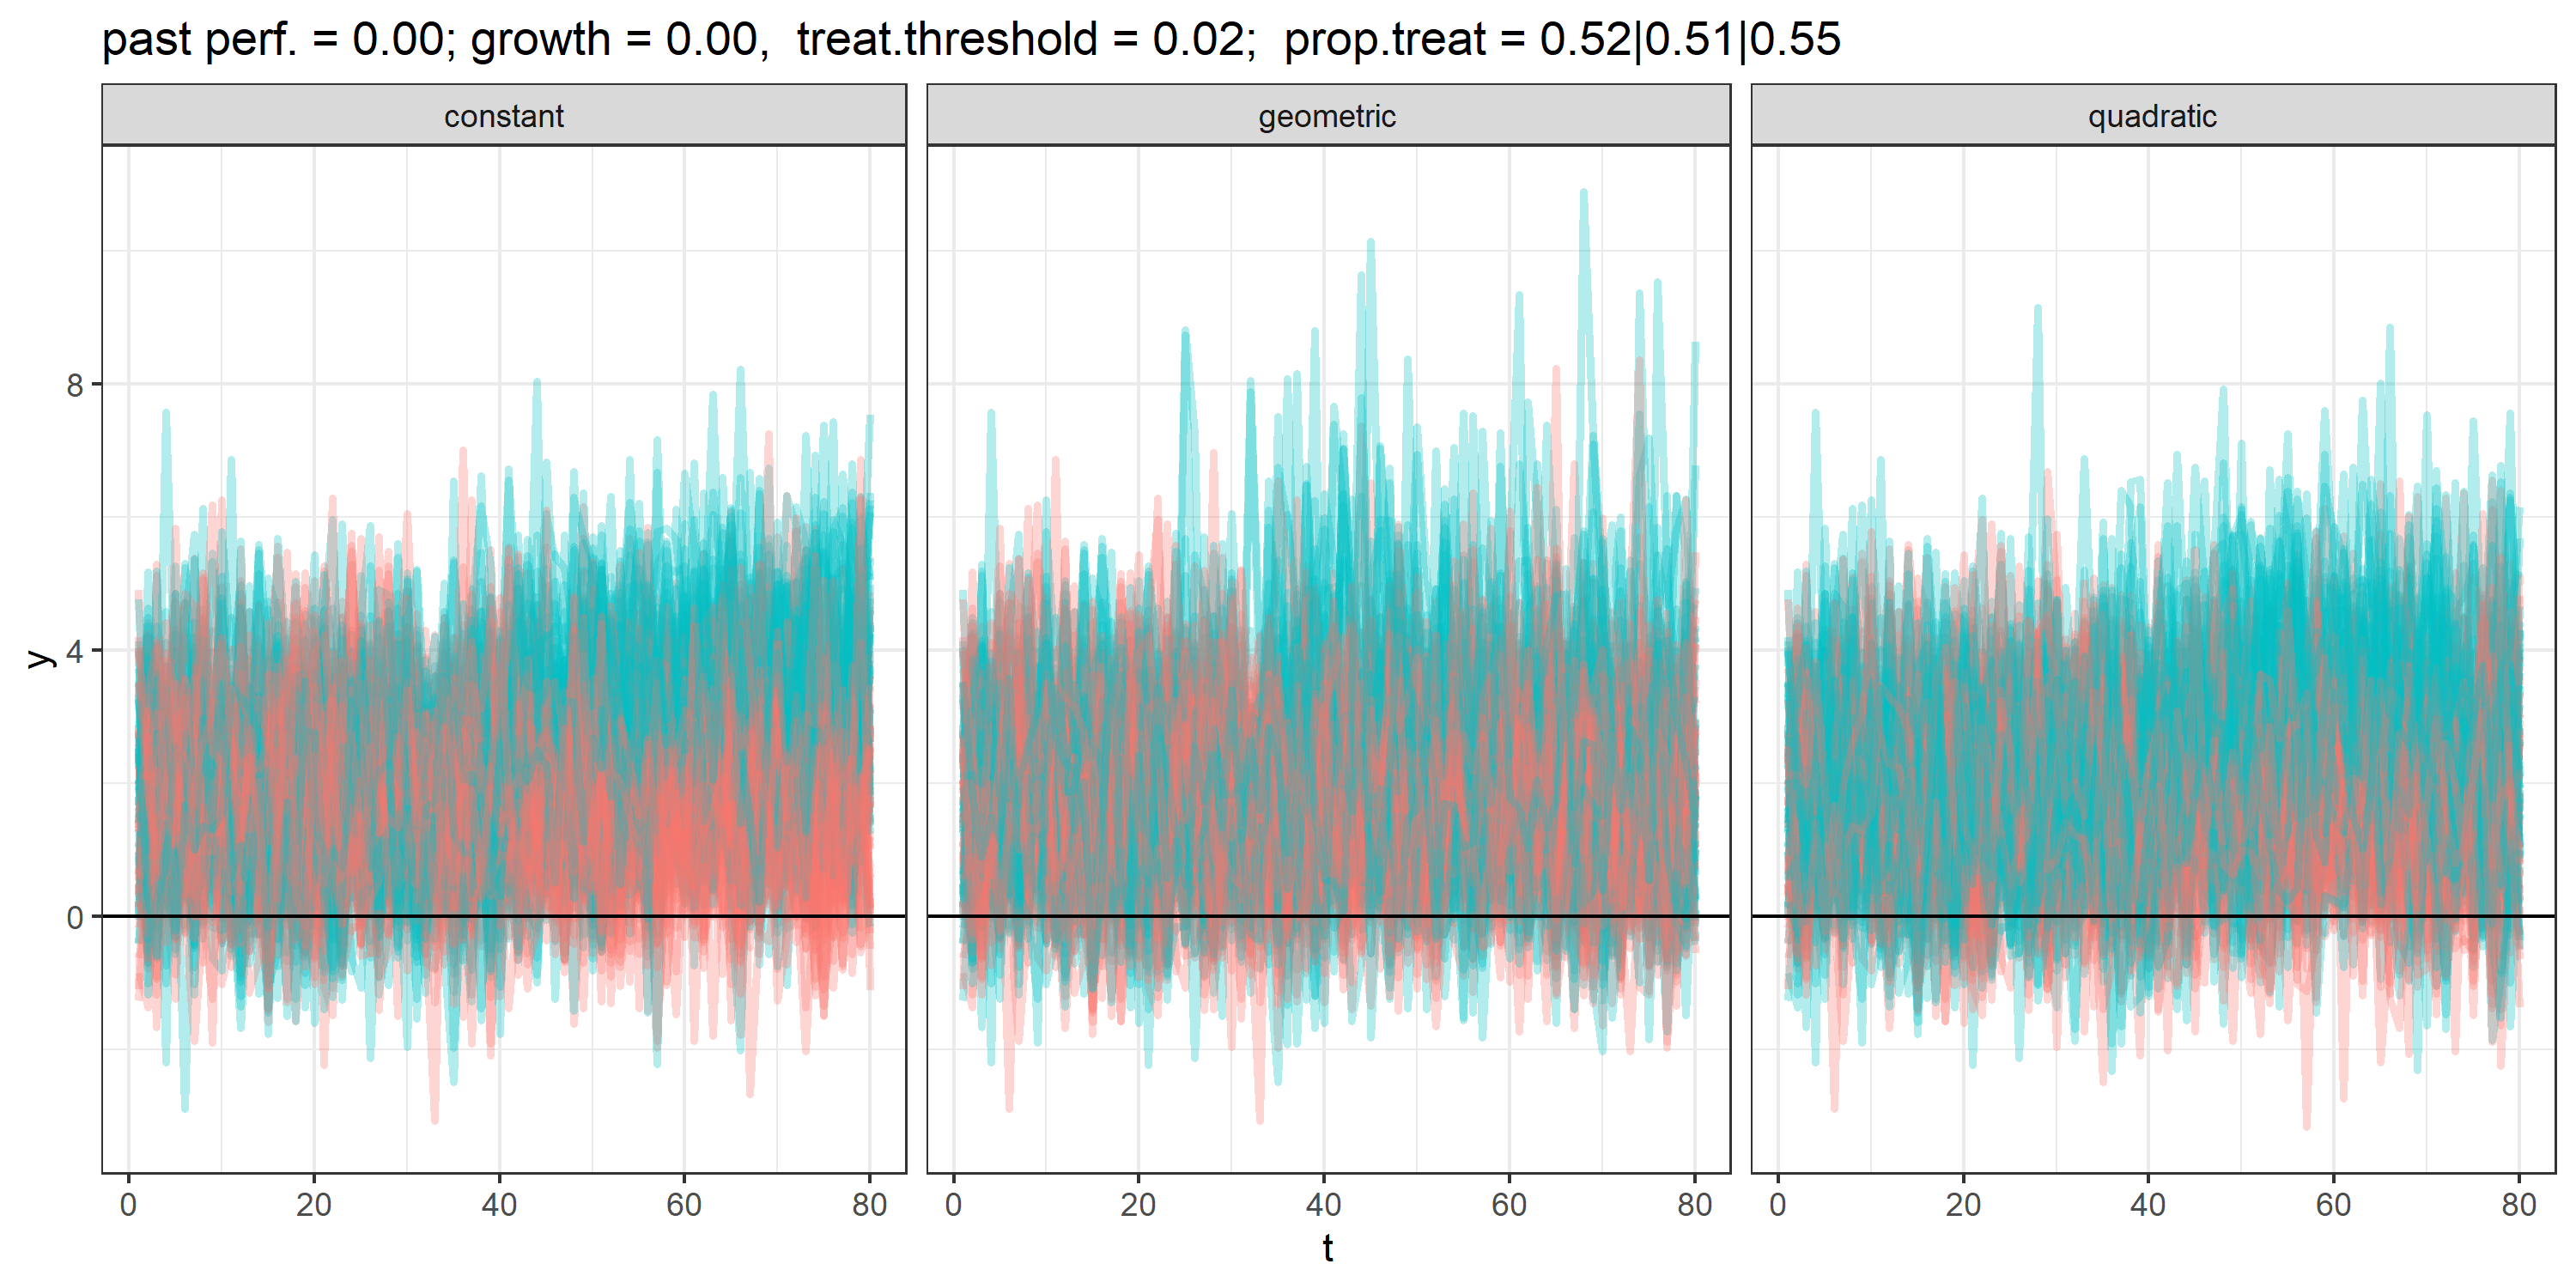 past perf. = 0.00; growth = 0.00,  treat.threshold = 0.02;  prop.treat = 0.52|0.51|0.55
constant
geometric
quadratic
y
8
4
0
0 20 40 60 80
0 20 40 60 80
0 20 40 60 80
t